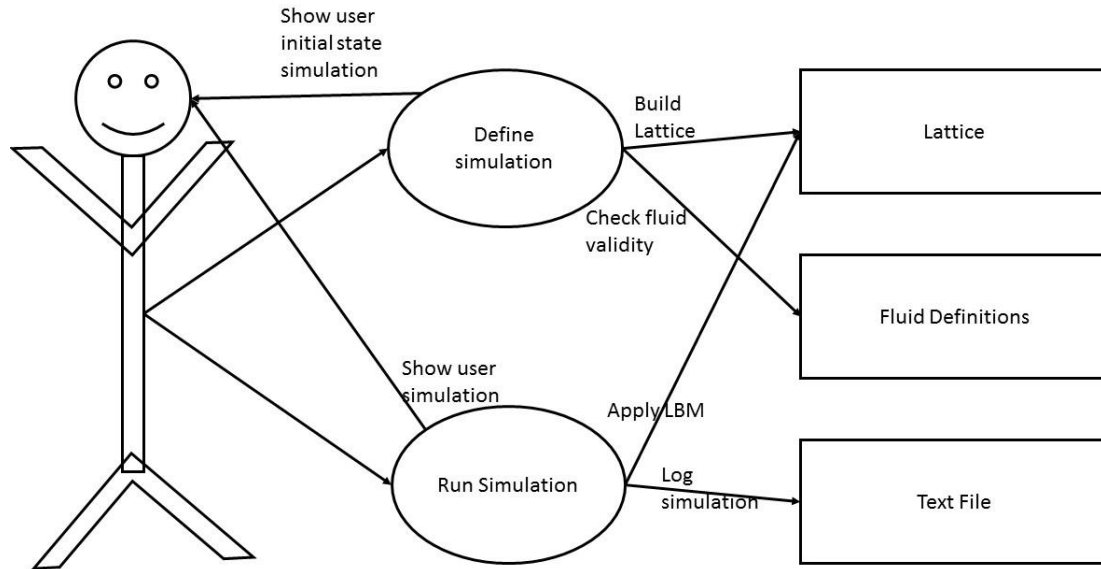 Show user
initial state
simulation
Define
simulation
Build
Lattice
Lattice
Check fluid
validity
Fluid Definitions
Show user
simulation
Apply LBM
Run Simulation
Log
simulation
Text File